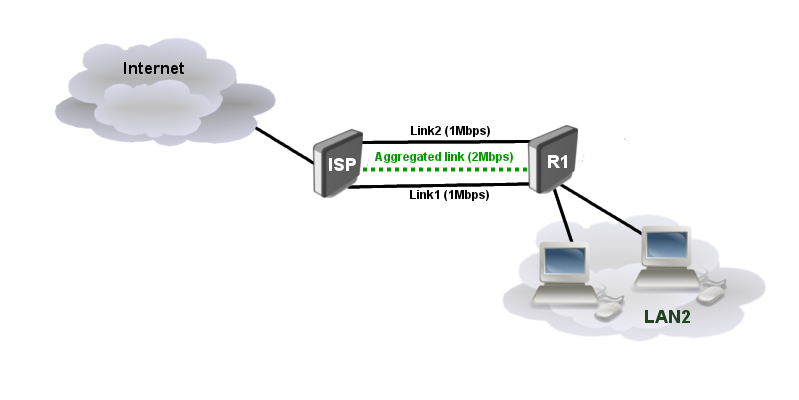 Internet
Link2 (1Mbps)
Aggregated link (2Mbps)
ISP
R1
Link1 (1Mbps)
LAN2